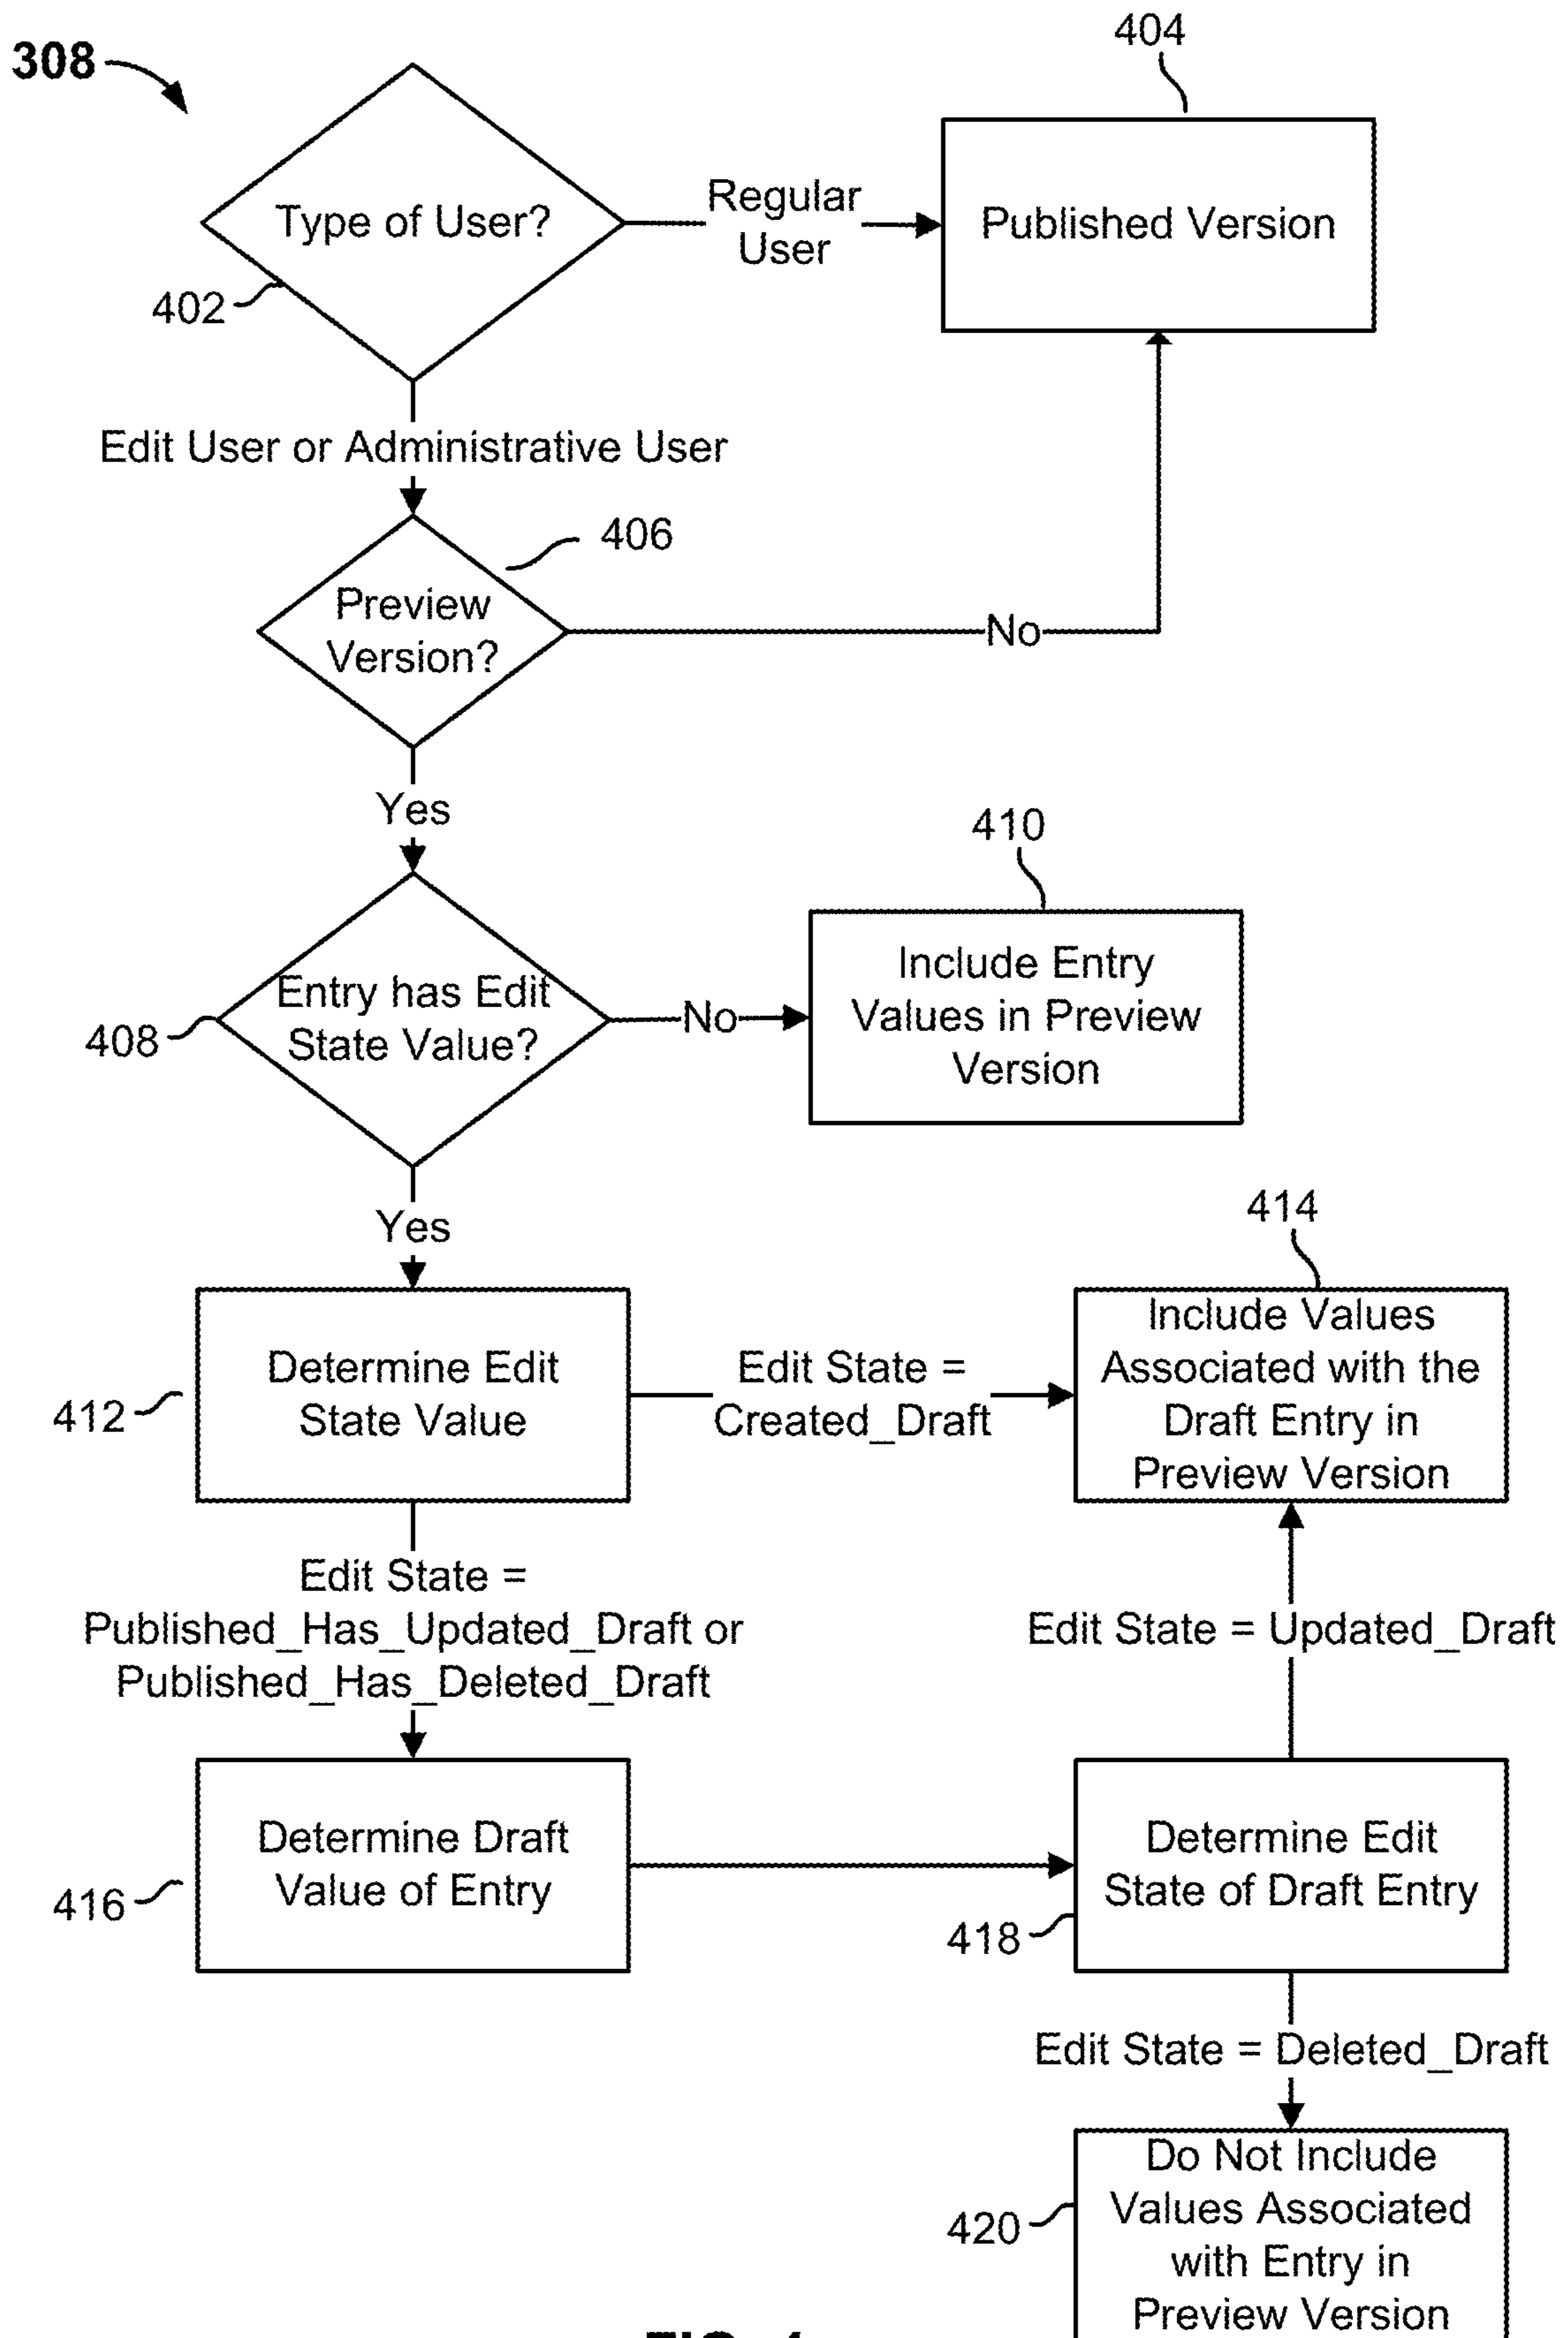 308
404
Type of User?
Regular
User
Published Version
402
Edit User or Administrative User
406
Preview
Version?
No
Yes
410
Entry has Edit
State Value?
408
No
Include Entry
Values in Preview
Version
Yes
414
Determine Edit
State Value
412
Edit State =
Created_Draft
Include Values
Associated with the
Draft Entry in
Preview Version
Edit State =
Published_Has_Updated_Draft or
Published_Has_Deleted_Draft
Edit State = Updated_Draft
Determine Draft
Value of Entry
416
Determine Edit
State of Draft Entry
418
Edit State = Deleted_Draft
Do Not Include
Values Associated
with Entry in
Preview Version
420